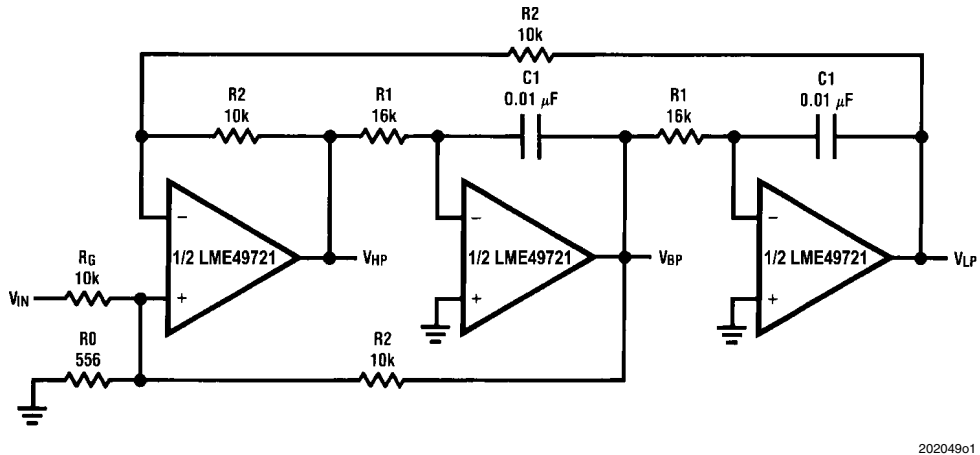 R2
10k
C1
0.01 μF
C1
0.01 μF
R2
10k
R1
16k
R1
16k
−
1/2 LME49721
+
VHP
−
1/2 LME49721
+
VBP
−
1/2 LME49721
+
VLP
RG
10k
VIN
R0
556
R2
10k
202049o1